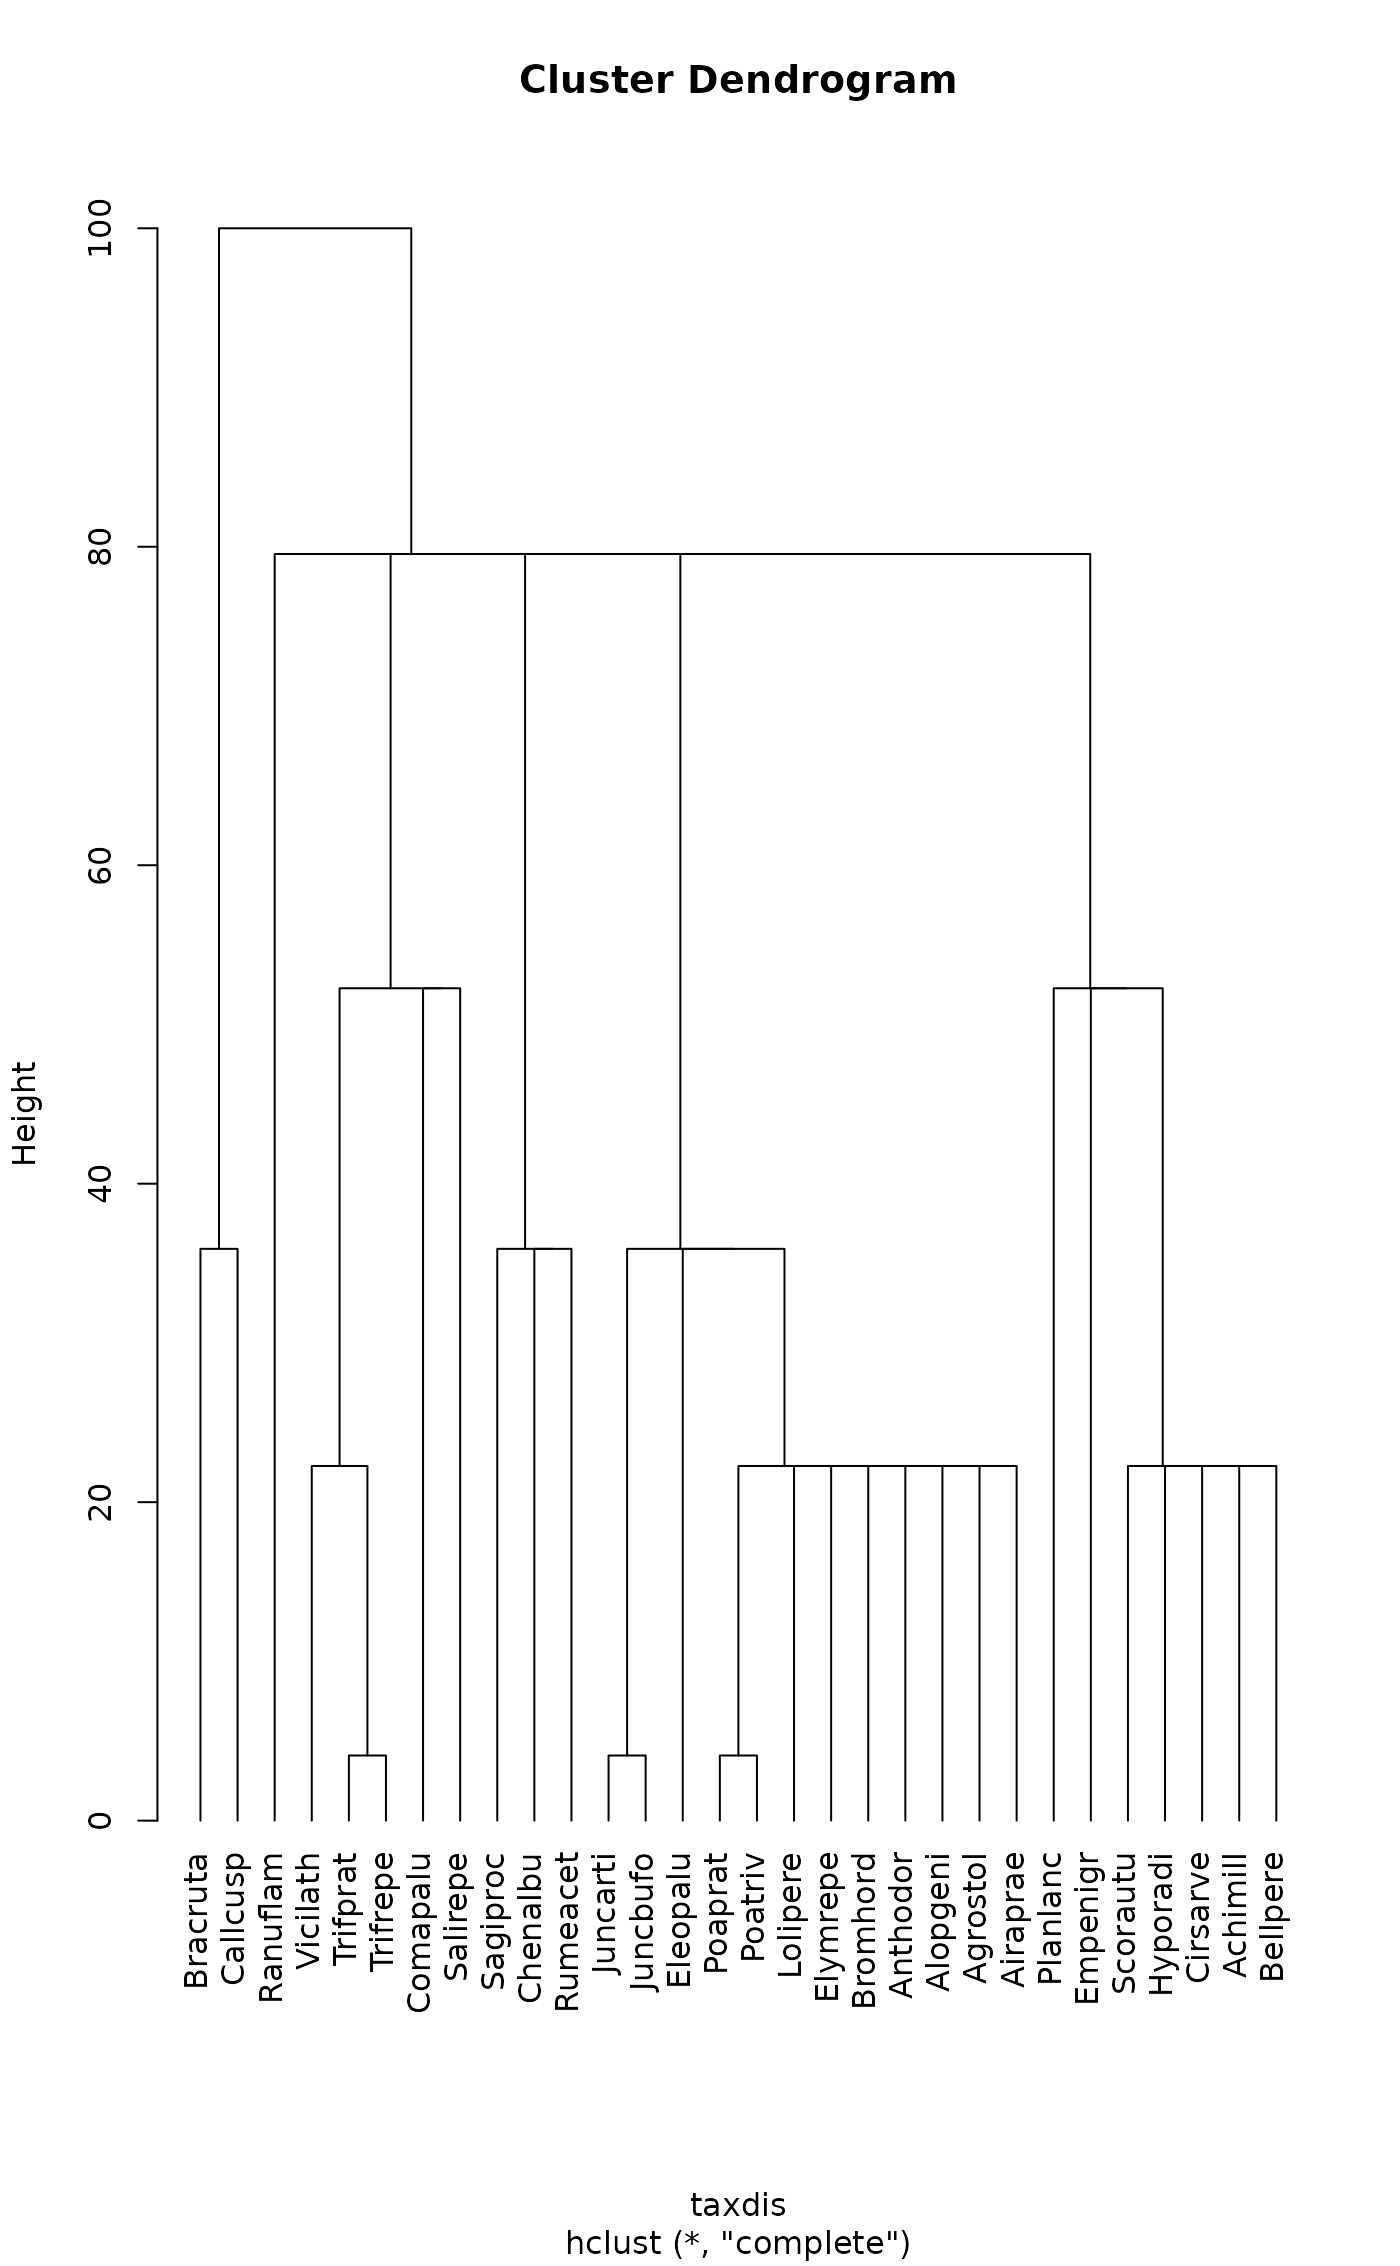 Cluster Dendrogram
100
80
60
40
20
0
Height
Bracruta
Callcusp
Ranuflam
Vicilath
Trifprat
Trifrepe
Comapalu
Salirepe
Sagiproc
Chenalbu
Rumeacet
Juncarti
Juncbufo
Eleopalu
Poaprat
Poatriv
Lolipere
Elymrepe
Bromhord
Anthodor
Alopgeni
Agrostol
Airaprae
Planlanc
Empenigr
Scorautu
Hyporadi
Cirsarve
Achimill
Bellpere
taxdis
hclust (*, "complete")